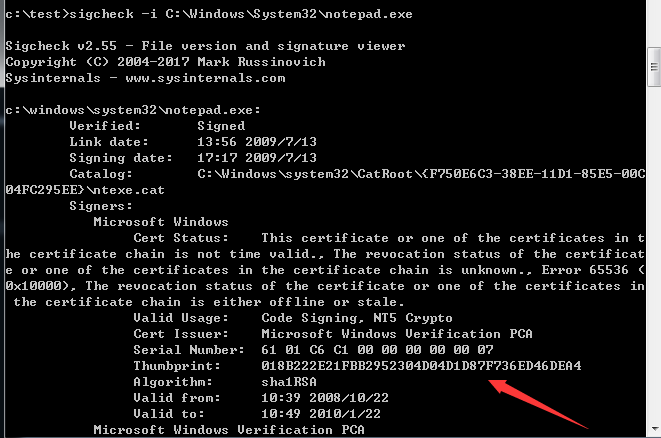 c:\test>sigcheck -i C:\Windows\System32\notepad.exe
Sigcheck v2.55 - File version and signature viewer
Copyright (C) 2004-2017 Mark Russinovich
Sysinternals - www.sysinternals.com
c:\windows\system32\notepad.exe:
Verified: Signed
Link date: 13:56 2009/7/13
Signing date: 17:17 2009/7/13
Catalog: C:\Windows\system32\CatRoot\{F750E6C3-38EE-11D1-85E5-00C
04FC295EE}\ntexe.cat
Signers:
Microsoft Windows
Cert Status: This certificate or one of the certificates in t
he certificate chain is not time valid., The revocation status of the certificat
e or one of the certificates in the certificate chain is unknown., Error 65536 (
0x10000), The revocation status of the certificate or one of the certificates in
the certificate chain is either offline or stale.
Valid Usage: Code Signing, NT5 Crypto
Cert Issuer: Microsoft Windows Verification PCA
Serial Number: 61 01 C6 C1 00 00 00 00 00 07
Thumbprint: 018B222E21FBB2952304D04D1D87F736ED46DEA4
Algorithm: sha1RSA
Valid from: 10:39 2008/10/22
Valid to: 10:49 2010/1/22
Microsoft Windows Verification PCA